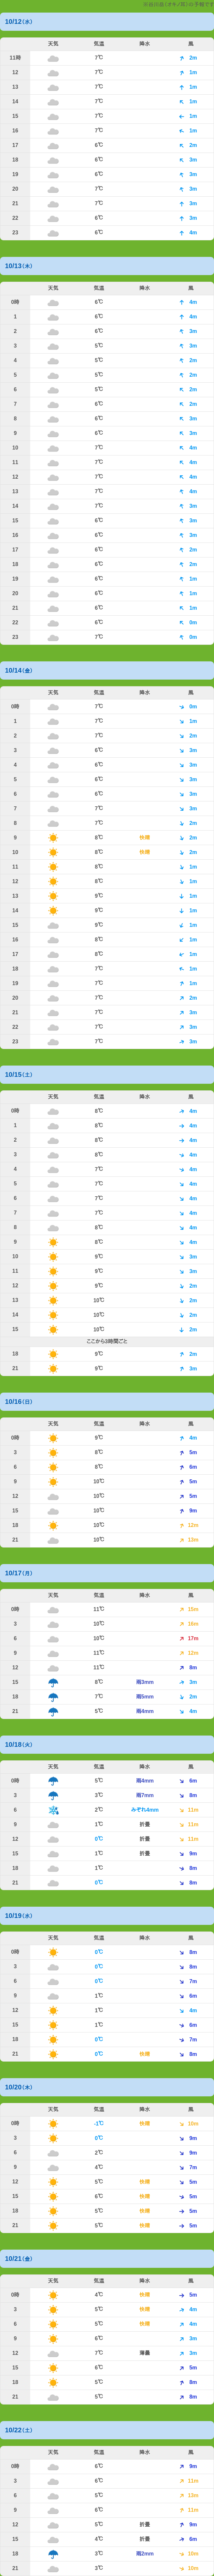 10/12(水)
天気 気温 降水 風
11時 7℃ 2m
12 7℃ 1m
13 7℃ 1m
14 7℃ 1m
15 7℃ 1m
16 7℃ 1m
17 6℃ 2m
18 6℃ 3m
19 6℃ 3m
20 7℃ 3m
21 7℃ 3m
22 6℃ 3m
23 6℃ 4m
10/13(木)
天気 気温 降水 風
0時 6℃ 4m
1 6℃ 4m
2 6℃ 3m
3 5℃ 2m
4 5℃ 2m
5 5℃ 2m
6 5℃ 2m
7 6℃ 2m
8 6℃ 3m
9 6℃ 3m
10 7℃ 4m
11 7℃ 4m
12 7℃ 4m
13 7℃ 4m
14 7℃ 3m
15 6℃ 3m
16 6℃ 3m
17 6℃ 2m
18 6℃ 2m
19 6℃ 1m
20 6℃ 1m
21 6℃ 1m
22 6℃ 0m
23 7℃ 0m
10/14(金)
天気 気温 降水 風
0時 7℃ 0m
1 7℃ 1m
2 7℃ 2m
3 6℃ 3m
4 6℃ 3m
5 6℃ 3m
6 7℃ 3m
7 7℃ 3m
8 7℃ 2m
9 8℃ 快晴 2m
10 8℃ 快晴 2m
11 8℃ 1m
12 8℃ 1m
13 9℃ 1m
14 9℃ 1m
15 9℃ 1m
16 8℃ 1m
17 8℃ 1m
18 7℃ 1m
19 7℃ 1m
20 7℃ 2m
21 7℃ 3m
22 7℃ 3m
23 7℃ 3m
10/15(土)
天気 気温 降水 風
0時 8℃ 4m
1 8℃ 4m
2 8℃ 4m
3 8℃ 4m
4 7℃ 4m
5 7℃ 4m
6 7℃ 4m
7 7℃ 4m
8 8℃ 4m
9 8℃ 4m
10 9℃ 3m
11 9℃ 3m
12 9℃ 2m
13 10℃ 2m
14 10℃ 2m
15 10℃ 2m
ここから3時間ごと
18 9℃ 2m
21 9℃ 3m
10/16(日)
天気 気温 降水 風
0時 9℃ 4m
3 8℃ 5m
6 8℃ 6m
9 10℃ 5m
12 10℃ 5m
15 10℃ 9m
18 10℃ 12m
21 10℃ 13m
10/17(月)
天気 気温 降水 風
0時 11℃ 15m
3 10℃ 16m
6 10℃ 17m
9 11℃ 12m
12 11℃ 8m
15 8℃ 雨3mm 3m
18 7℃ 雨5mm 2m
21 5℃ 雨4mm 4m
10/18(火)
天気 気温 降水 風
0時 5℃ 雨4mm 6m
3 3℃ 雨7mm 8m
6 2℃ みぞれ4mm 11m
9 1℃ 折曇 11m
12 0℃ 折曇 11m
15 1℃ 折曇 9m
18 1℃ 8m
21 0℃ 8m
10/19(水)
天気 気温 降水 風
0時 0℃ 8m
3 0℃ 8m
6 0℃ 7m
9 1℃ 6m
12 1℃ 4m
15 1℃ 6m
18 0℃ 7m
21 0℃ 快晴 8m
10/20(木)
天気 気温 降水 風
0時 -1℃ 快晴 10m
3 0℃ 9m
6 2℃ 9m
9 4℃ 7m
12 5℃ 快晴 5m
15 6℃ 快晴 5m
18 5℃ 快晴 5m
21 5℃ 快晴 5m
10/21(金)
天気 気温 降水 風
0時 4℃ 快晴 5m
3 5℃ 快晴 4m
6 5℃ 快晴 4m
9 6℃ 3m
12 7℃ 薄曇 3m
15 6℃ 5m
18 5℃ 8m
21 5℃ 8m
10/22(土)
天気 気温 降水 風
0時 6℃ 9m
3 6℃ 11m
6 5℃ 13m
9 6℃ 11m
12 5℃ 折曇 9m
15 4℃ 折曇 6m
18 3℃ 雨2mm 10m
21 3℃ 10m